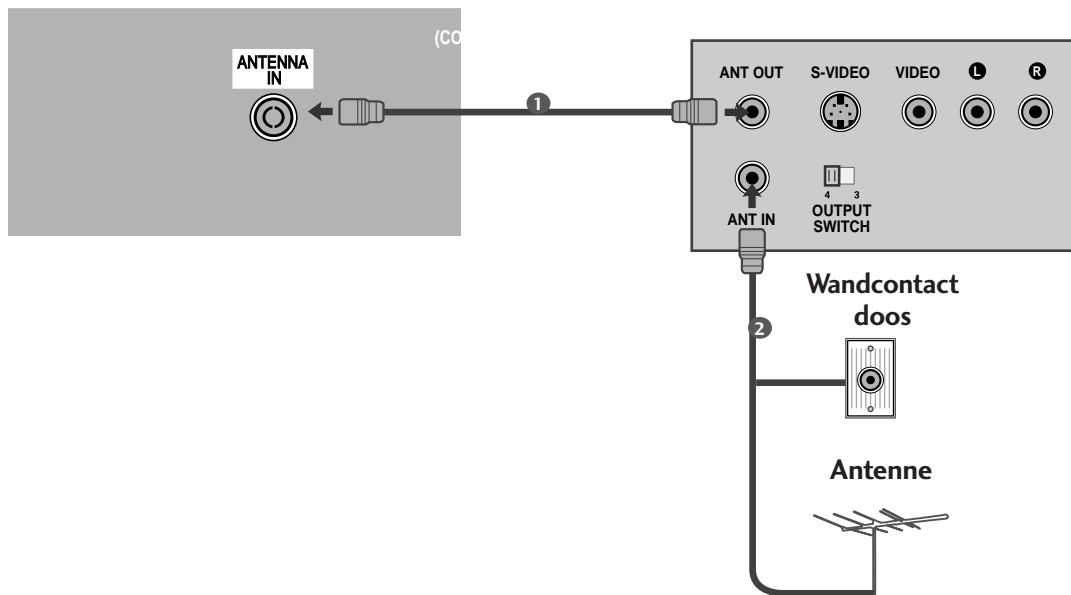 (CO
ANTENNA
IN
1
ANT OUT S-VIDEO VIDEO L R
4 3
ANT IN
OUTPUT
SWITCH
Wandcontact
doos
2
Antenne